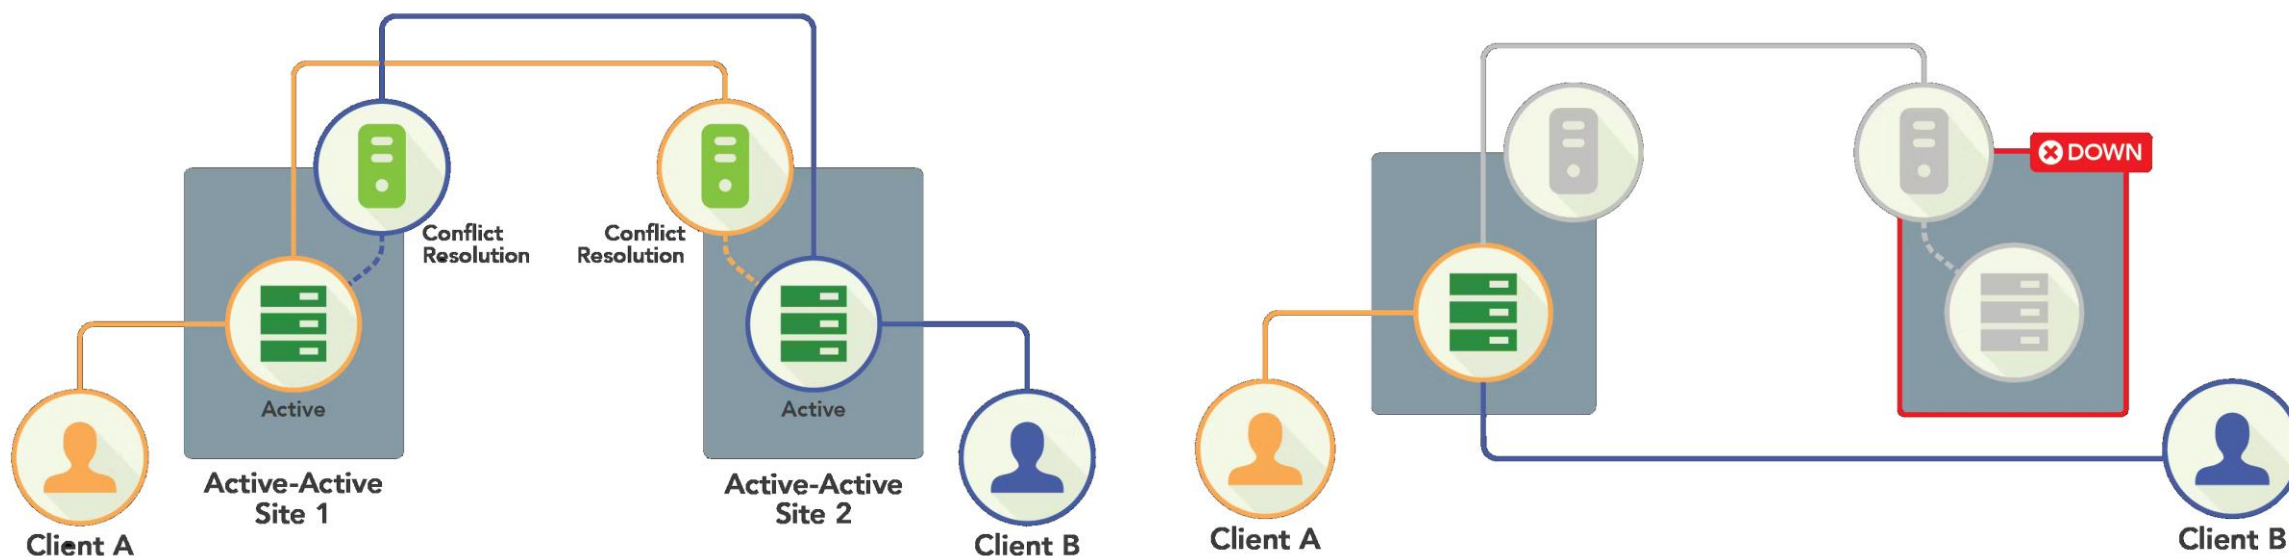 Conflict
Resolution
Conflict
Resolution
Active
Active
Active-Active
Site 1
Active-Active
Site 2
Client A
Client B
DOWN
Client A
Client B